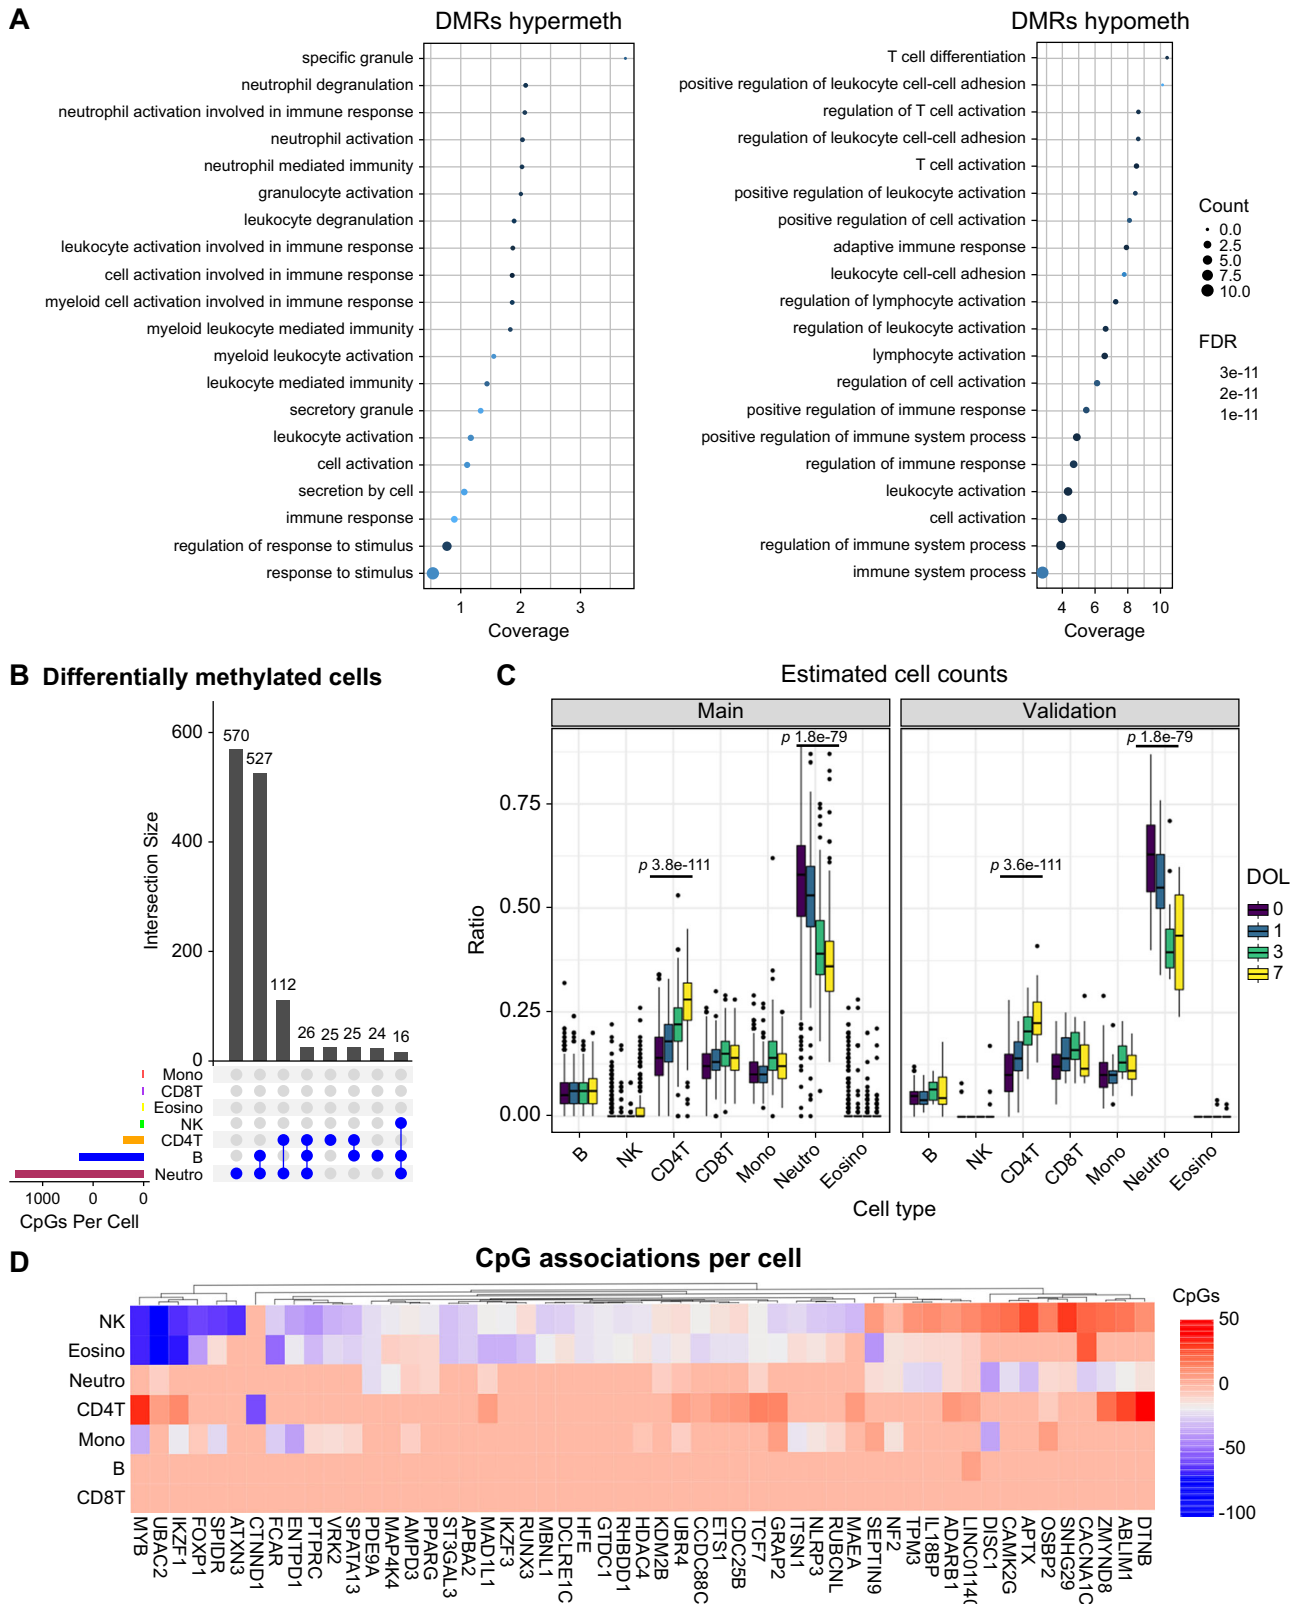 A
DMRs hypermeth
specific granule
neutrophil degranulation
neutrophil activation involved in immune response
neutrophil activation
neutrophil mediated immunity
granulocyte activation
leukocyte degranulation
leukocyte activation involved in immune response
cell activation involved in immune response
myeloid cell activation involved in immune response
myeloid leukocyte mediated immunity
myeloid leukocyte activation
leukocyte mediated immunity
secretory granule
leukocyte activation
cell activation
secretion by cell
immune response
regulation of response to stimulus
response to stimulus
1 2 3
Coverage
DMRs hypometh
T cell differentiation
positive regulation of leukocyte cell-cell adhesion
regulation of T cell activation
regulation of leukocyte cell-cell adhesion
T cell activation
positive regulation of leukocyte activation
positive regulation of cell activation
adaptive immune response
leukocyte cell-cell adhesion
regulation of lymphocyte activation
regulation of leukocyte activation
lymphocyte activation
regulation of cell activation
positive regulation of immune response
positive regulation of immune system process
regulation of immune response
leukocyte activation
cell activation
regulation of immune system process
immune system process
4 6 8 10
Coverage
Count
0.0
2.5
5.0
7.5
10.0
FDR
3e-11
2e-11
1e-11
B Differentially methylated cells
Intersection Size
600
400
200
0
570
527
112
26 25 25 24 16
Mono
CD8T
Eosino
NK
CD4T
B
Neutro
1000 0 0
CpGs Per Cell
C
Estimated cell counts
Main
Validation
Ratio
0.75
0.50
0.25
0.00
p 3.8e-111
p 1.8e-79
p 3.6e-111
p 1.8e-79
B NK CD4T CD8T Mono Neutro Eosino
B NK CD4T CD8T Mono Neutro Eosino
Cell type
DOL
0
1
3
7
D
CpG associations per cell
NK
Eosino
Neutro
CD4T
Mono
B
CD8T
MYB
UBAC2
IKZF1
FOXP1
SPIDR
ATXN3
CTNND1
FCAR
ENTPD1
PTPRC
VRK2
SPATA13
PDE9A
MAP4K4
AMPD3
PPARG
ST3GAL3
APBA2
MAD1L1
IKZF3
RUNX3
MBNL1
DCLRE1C
HFE
GTDC1
RHBDD1
HDAC4
KDM2B
UBR4
CCDC88C
ETS1
CDC25B
TCF7
GRAP2
ITSN1
NLRP3
RUBCNL
MAEA
SEPTIN9
NF2
TPM3
IL18BP
ADARB1
LINC01140
DISC1
CAMK2G
APTX
OSBP2
SNHG29
CACNA1C
ZMYND8
ABLIM1
DTNB
CpGs
50
0
-50
-100